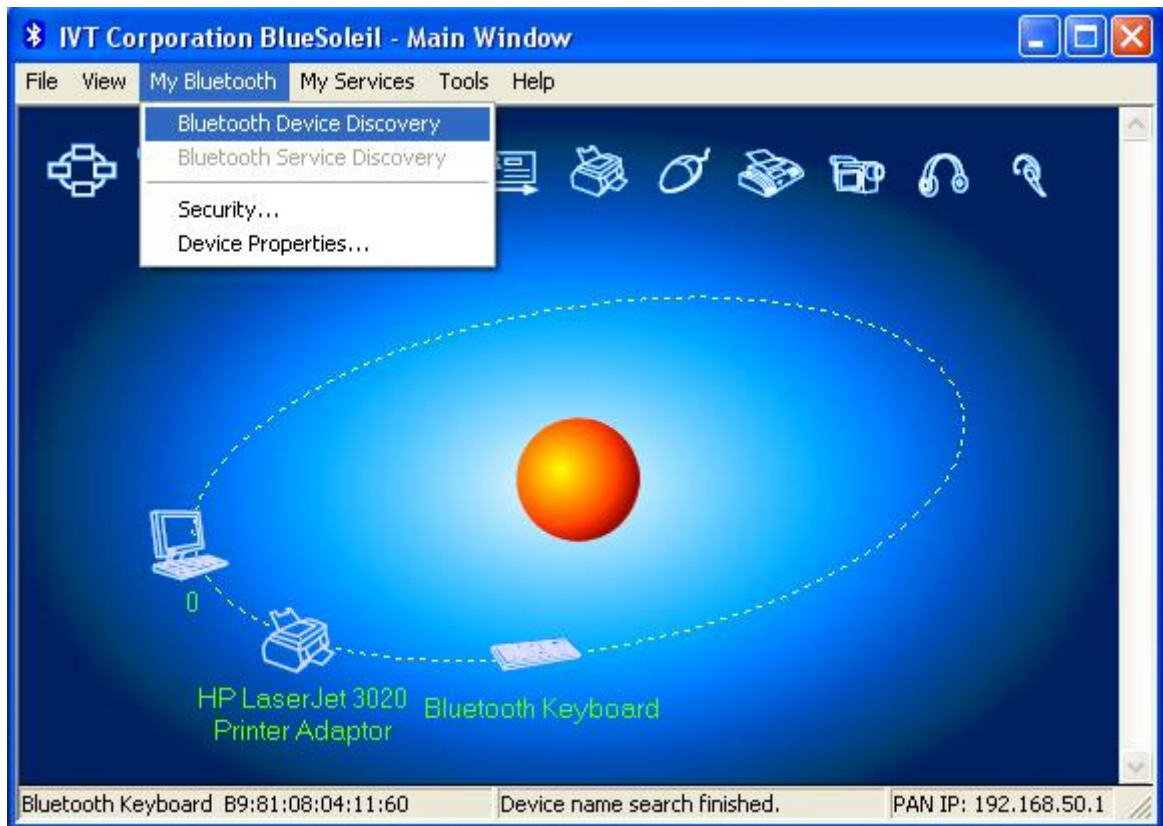 IVT Corporation BlueSoleil - Main Window
File View My Bluetooth My Services Tools Help
Bluetooth Device Discovery
Bluetooth Service Discovery
Security...
Device Properties...
0
HP LaserJet 3020
Printer Adaptor
Bluetooth Keyboard
Bluetooth Keyboard B9:81:08:04:11:60 Device name search finished. PAN IP: 192.168.50.1